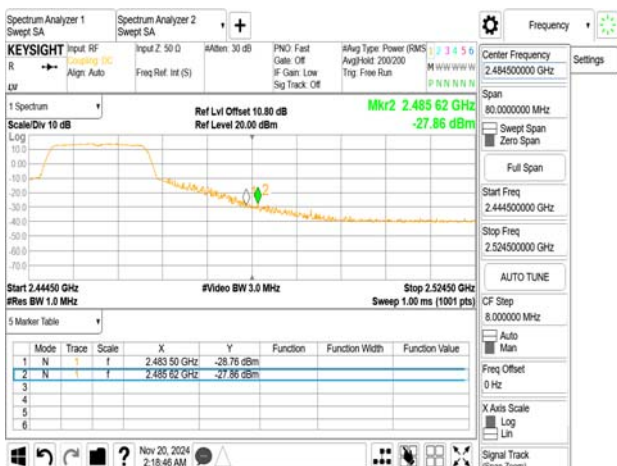 Spectrum Analyzer 1
Swept SA
Spectrum Analyzer 2
Swept SA
+
Frequency
KEYSIGHT
R
Input: RF
Coupling: DC
Align: Auto
Input Z: 50 Ω
Freq Ref: Int (S)
#Atten: 30 dB
PNO: Fast
Gate: Off
IF Gain: Low
Sig Track: Off
#Avg Type: Power (RMS
Avg|Hold: 200/200
Trig: Free Run
1 2 3 4 5 6
M W W W W W
P N N N N N
1 Spectrum
Scale/Div 10 dB
Ref Lvl Offset 10.80 dB
Ref Level 20.00 dBm
Mkr2 2.485 62 GHz
-27.86 dBm
Log
10.0
0.00
-10.0
-20.0
-30.0
-40.0
-50.0
-60.0
-70.0
2
Start 2.44450 GHz
#Res BW 1.0 MHz
#Video BW 3.0 MHz
Stop 2.52450 GHz
Sweep 1.00 ms (1001 pts)
5 Marker Table
Mode Trace Scale X Y Function Function Width Function Value
1 N 1 f 2.483 50 GHz -28.76 dBm
2 N 1 f 2.485 62 GHz -27.86 dBm
3
4
5
6
Nov 20, 2024
2:18:46 AM
Center Frequency
2.484500000 GHz
Settings
Span
80.0000000 MHz
Swept Span
Zero Span
Full Span
Start Freq
2.444500000 GHz
Stop Freq
2.524500000 GHz
AUTO TUNE
CF Step
8.000000 MHz
Auto
Man
Freq Offset
0 Hz
X Axis Scale
Log
Lin
Signal Track
(Span Zoom)